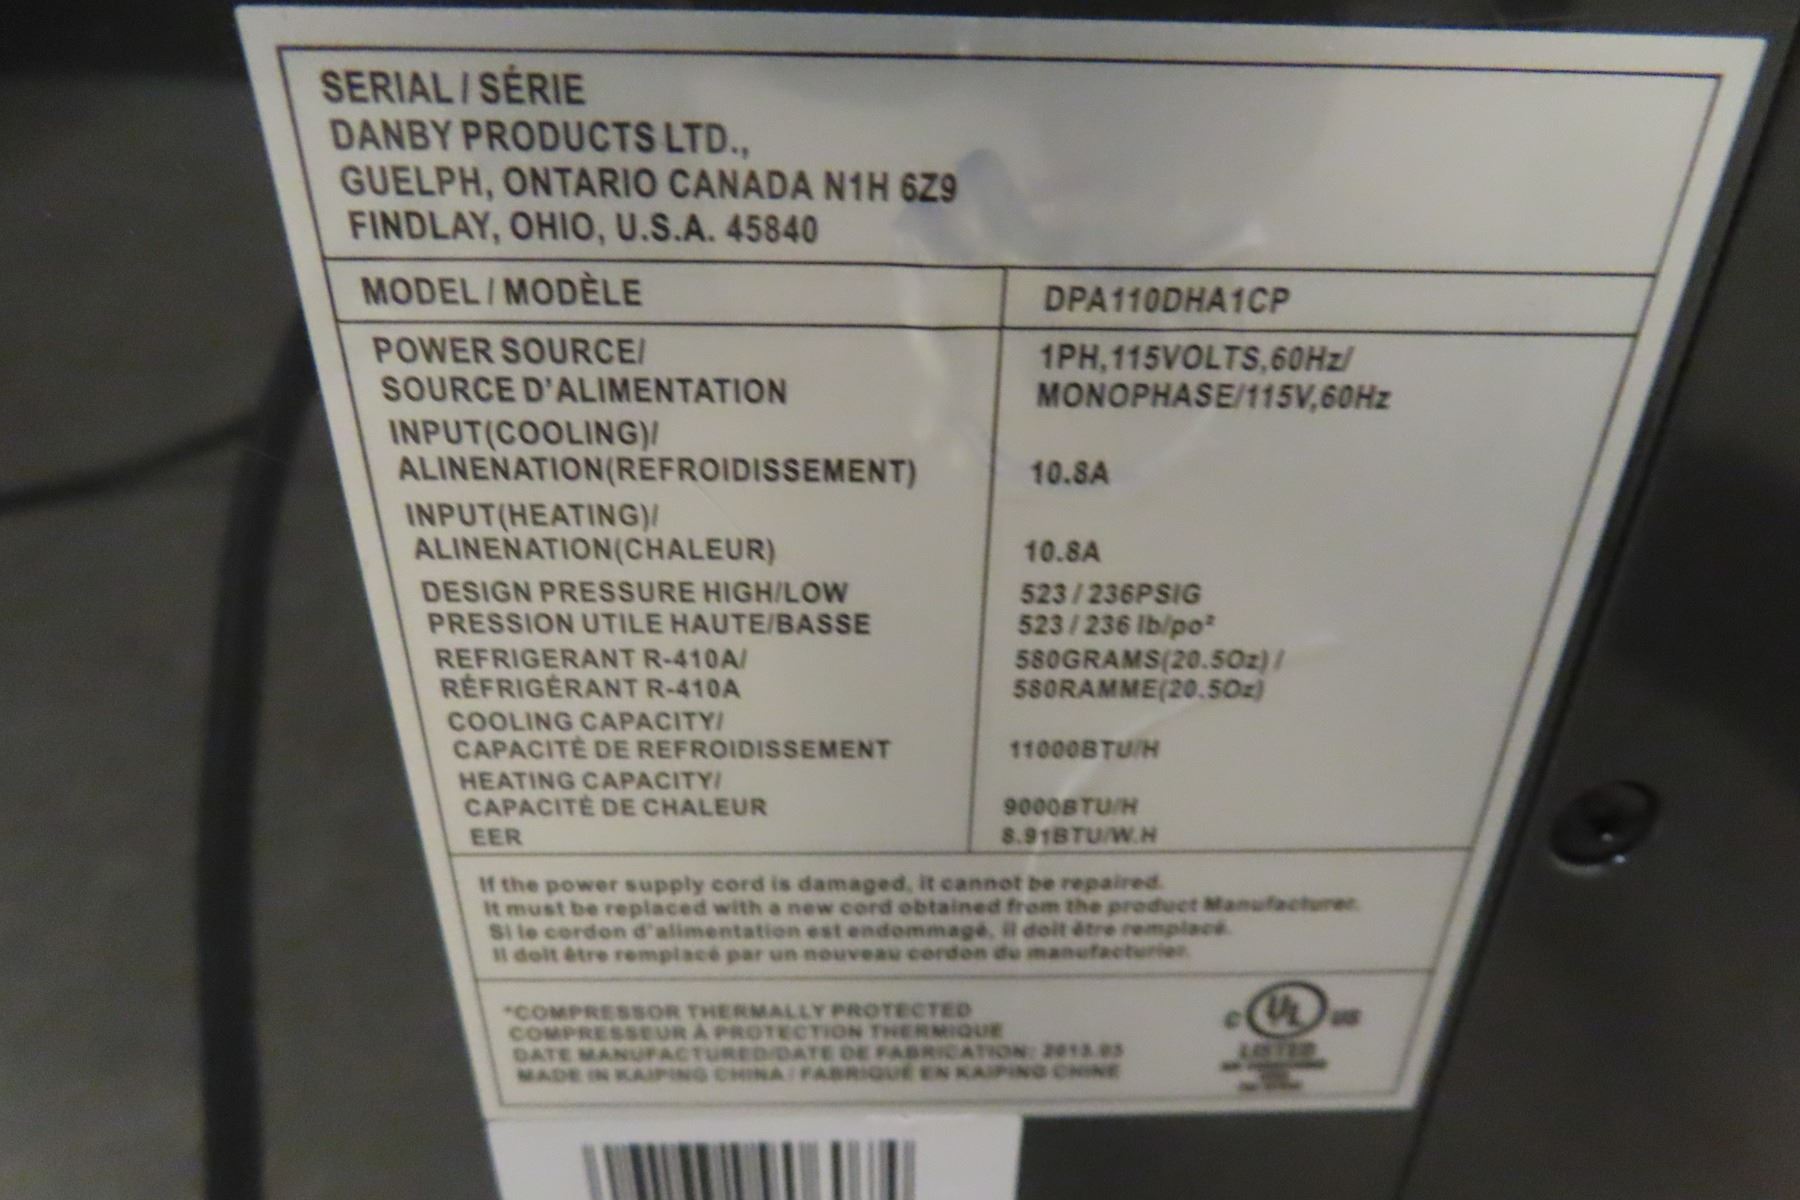 SERIAL / SÉRIE
DANBY PRODUCTS LTD.,
GUELPH, ONTARIO CANADA N1H 6Z9
FINDLAY, OHIO, U.S.A. 45840
MODEL / MODÈLE DPA110DHA1CP
POWER SOURCE/ 1PH,115VOLTS,60Hz/
SOURCE D'ALIMENTATION MONOPHASE/115V,60Hz
INPUT(COOLING)/
ALINENATION(REFROIDISSEMENT) 10.8A
INPUT(HEATING)/
ALINENATION(CHALEUR) 10.8A
DESIGN PRESSURE HIGH/LOW 523 / 236PSIG
PRESSION UTILE HAUTE/BASSE 523 / 236 lb/po²
REFRIGERANT R-410A/ 580GRAMS(20.5Oz) /
RÉFRIGÉRANT R-410A 580RAMME(20.5Oz)
COOLING CAPACITY/
CAPACITÉ DE REFROIDISSEMENT 11000BTU/H
HEATING CAPACITY/
CAPACITÉ DE CHALEUR 9000BTU/H
EER 8.91BTU/W.H
If the power supply cord is damaged, it cannot be repaired.
It must be replaced with a new cord obtained from the product Manufacturer.
Si le cordon d'alimentation est endommagé, il doit être remplacé.
Il doit être remplacé par un nouveau cordon du manufacturier.
*COMPRESSOR THERMALLY PROTECTED
COMPRESSEUR À PROTECTION THERMIQUE
DATE MANUFACTURED/DATE DE FABRICATION: 2013.03
MADE IN KAIPING CHINA / FABRIQUÉ EN KAIPING CHINE
C UL US
LISTED